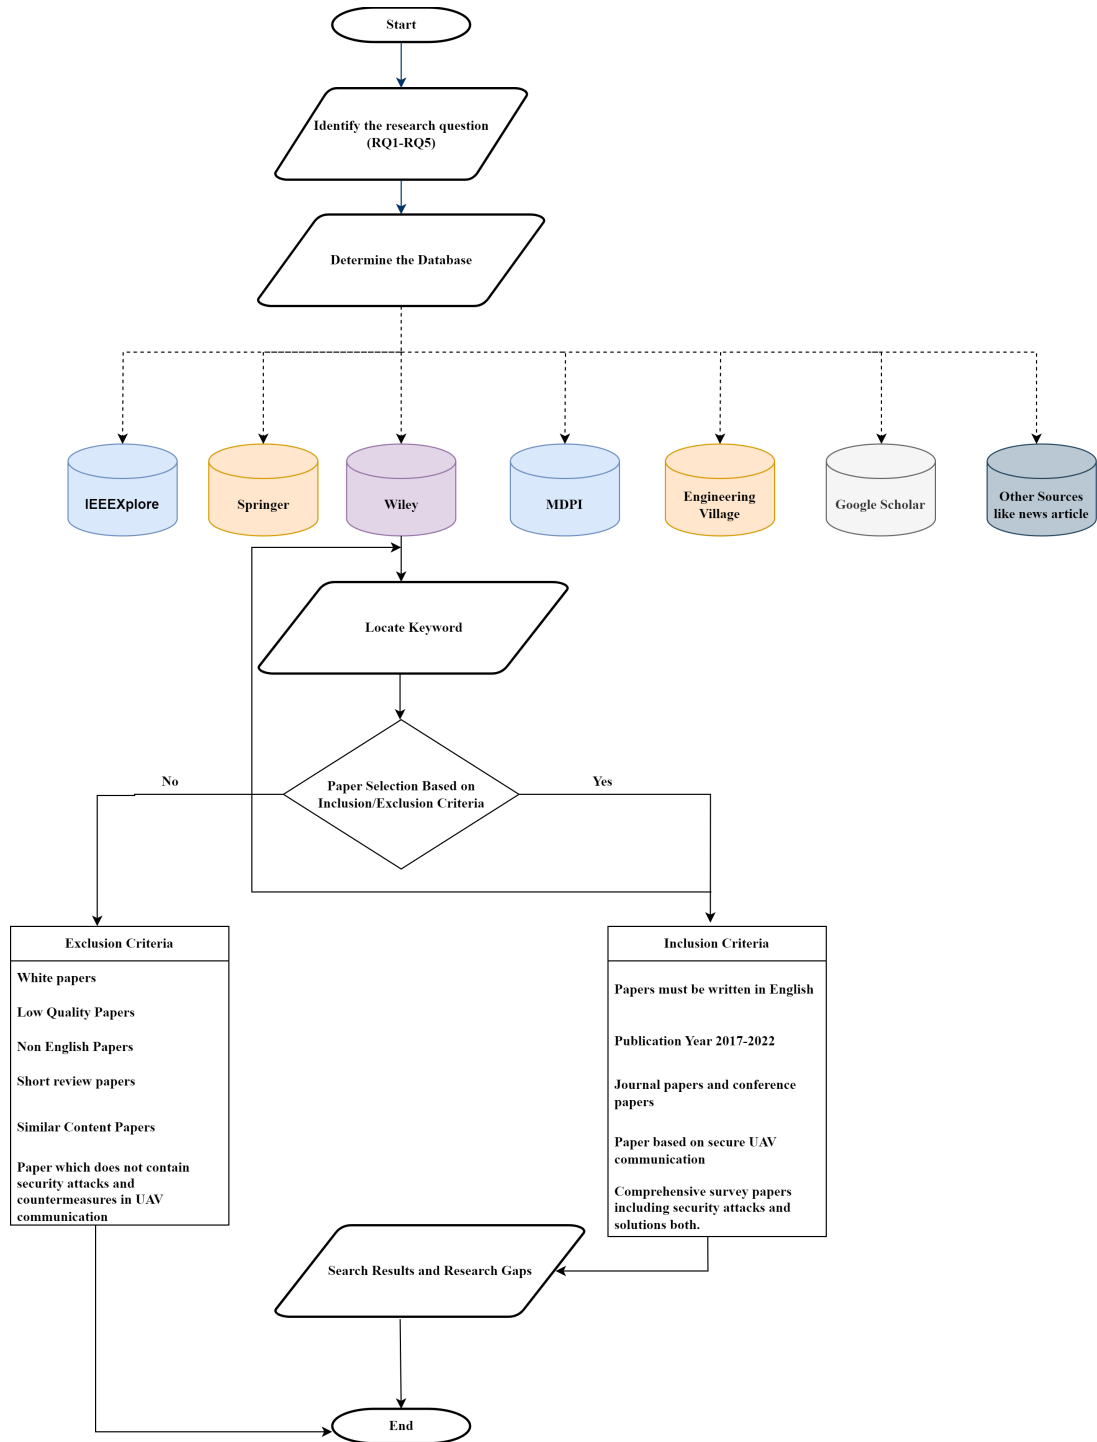 Start
Identify the research question
(RQ1-RQ5)
Determine the Database
IEEEXplore
Springer
Wiley
MDPI
Engineering
Village
Google Scholar
Other Sources
like news article
Locate Keyword
No
Paper Selection Based on
Inclusion/Exclusion Criteria
Yes
Exclusion Criteria
White papers
Low Quality Papers
Non English Papers
Short review papers
Similar Content Papers
Paper which does not contain
security attacks and
countermeasures in UAV
communication
Inclusion Criteria
Papers must be written in English
Publication Year 2017-2022
Journal papers and conference
papers
Paper based on secure UAV
communication
Comprehensive survey papers
including security attacks and
solutions both.
Search Results and Research Gaps
End